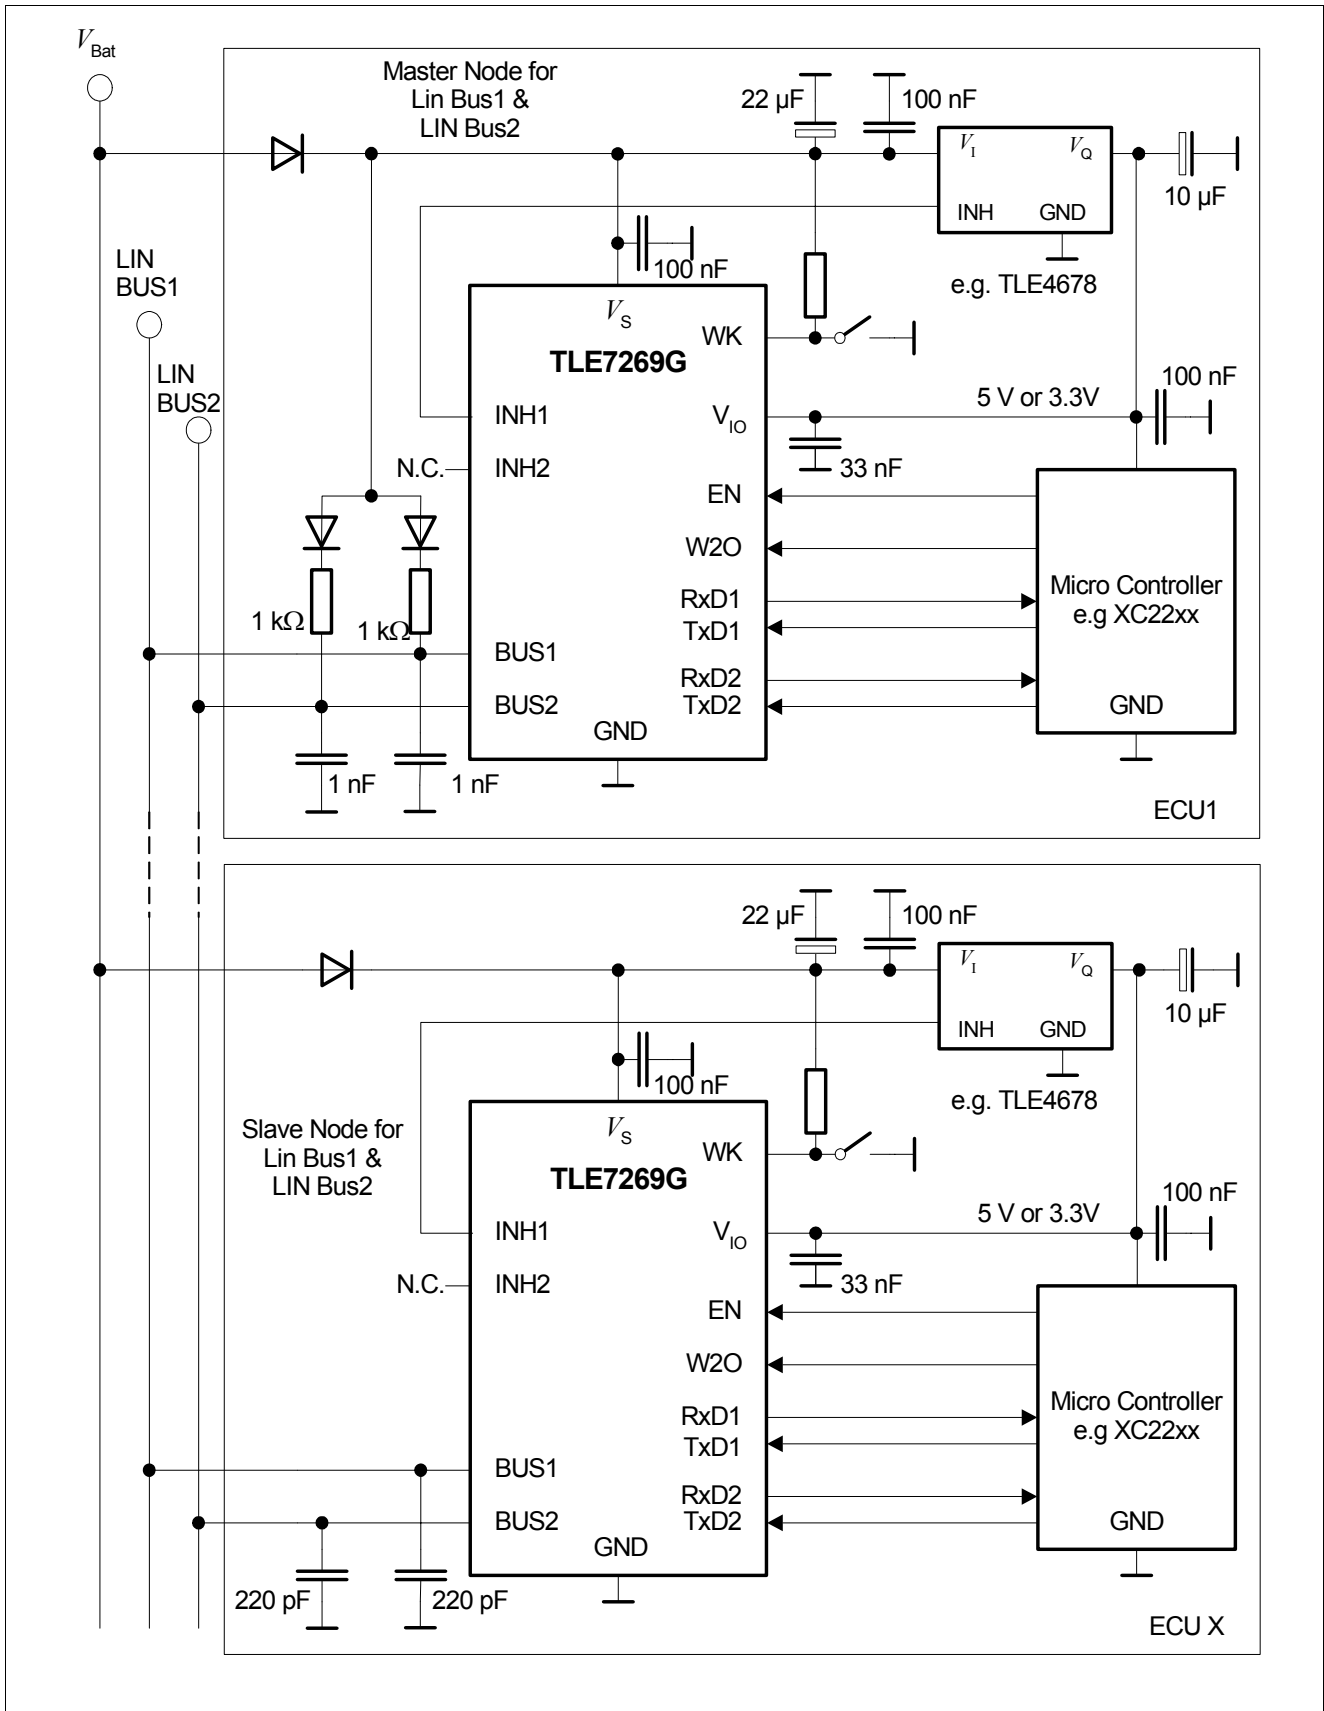 VBat
Master Node for
Lin Bus1 &
LIN Bus2
22 µF
100 nF
VI
VQ
INH
GND
10 µF
e.g. TLE4678
LIN
BUS1
LIN
BUS2
100 nF
VS
TLE7269G
WK
INH1
VIO
5 V or 3.3V
100 nF
33 nF
N.C.
INH2
EN
W2O
RxD1
TxD1
RxD2
TxD2
Micro Controller
e.g XC22xx
GND
1 kΩ
1 kΩ
BUS1
BUS2
GND
1 nF
1 nF
ECU1
22 µF
100 nF
VI
VQ
INH
GND
10 µF
e.g. TLE4678
100 nF
Slave Node for
Lin Bus1 &
LIN Bus2
VS
TLE7269G
WK
INH1
VIO
5 V or 3.3V
100 nF
33 nF
N.C.
INH2
EN
W2O
RxD1
TxD1
RxD2
TxD2
Micro Controller
e.g XC22xx
GND
BUS1
BUS2
GND
220 pF
220 pF
ECU X